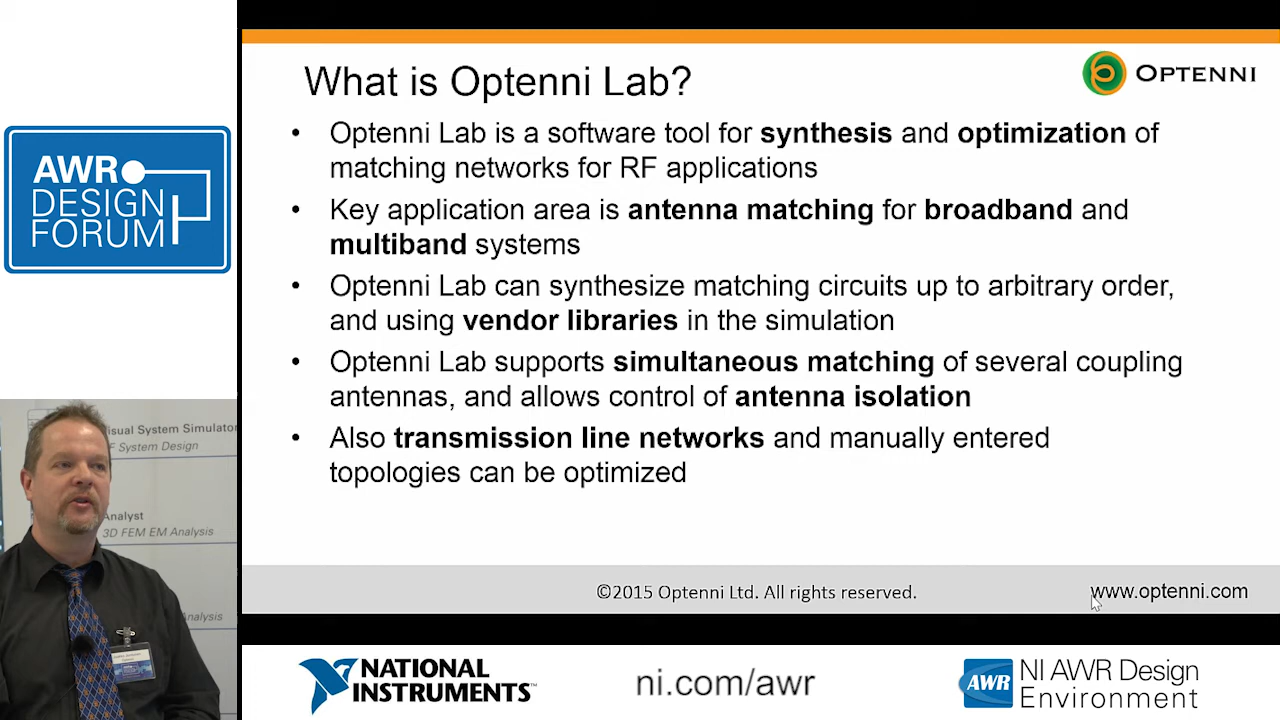 AWR
DESIGN
FORUM
What is Optenni Lab?
OPTENNI
• Optenni Lab is a software tool for synthesis and optimization of
matching networks for RF applications
• Key application area is antenna matching for broadband and
multiband systems
• Optenni Lab can synthesize matching circuits up to arbitrary order,
and using vendor libraries in the simulation
• Optenni Lab supports simultaneous matching of several coupling
antennas, and allows control of antenna isolation
• Also transmission line networks and manually entered
topologies can be optimized
©2015 Optenni Ltd. All rights reserved.
www.optenni.com
isual System Simulator
F System Design
Analyst
3D FEM EM Analysis
Analysis
NATIONAL
INSTRUMENTS™
ni.com/awr
AWR
NI AWR Design
Environment